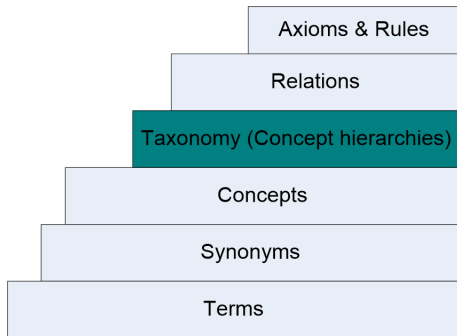 Axioms & Rules
Relations
Taxonomy (Concept hierarchies)
Concepts
Synonyms
Terms